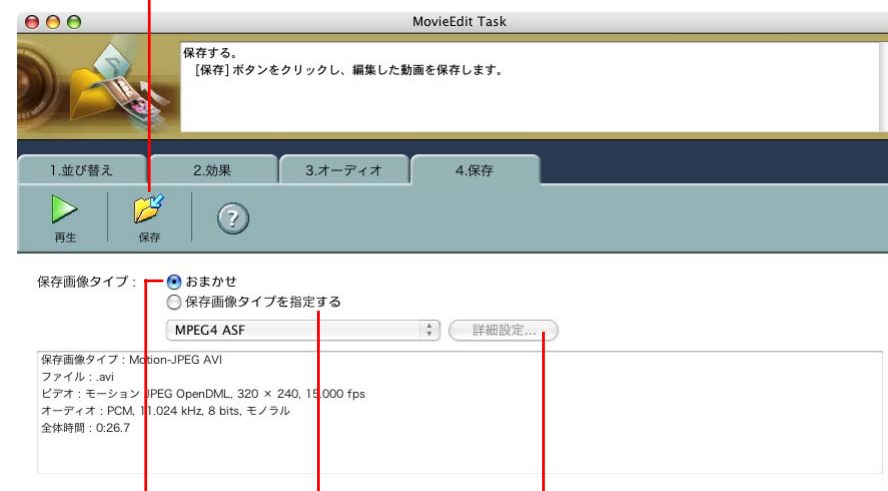 MovieEdit Task
保存する。
[保存] ボタンをクリックし、編集した動画を保存します。
1.並び替え 2.効果 3.オーディオ 4.保存
再生 保存 ?
保存画像タイプ : おまかせ
保存画像タイプを指定する
MPEG4 ASF 詳細設定...
保存画像タイプ : Motion-JPEG AVI
ファイル : .avi
ビデオ : モーション JPEG OpenDML, 320 × 240, 15.000 fps
オーディオ : PCM, 11.024 kHz, 8 bits, モノラル
全体時間 : 0:26.7